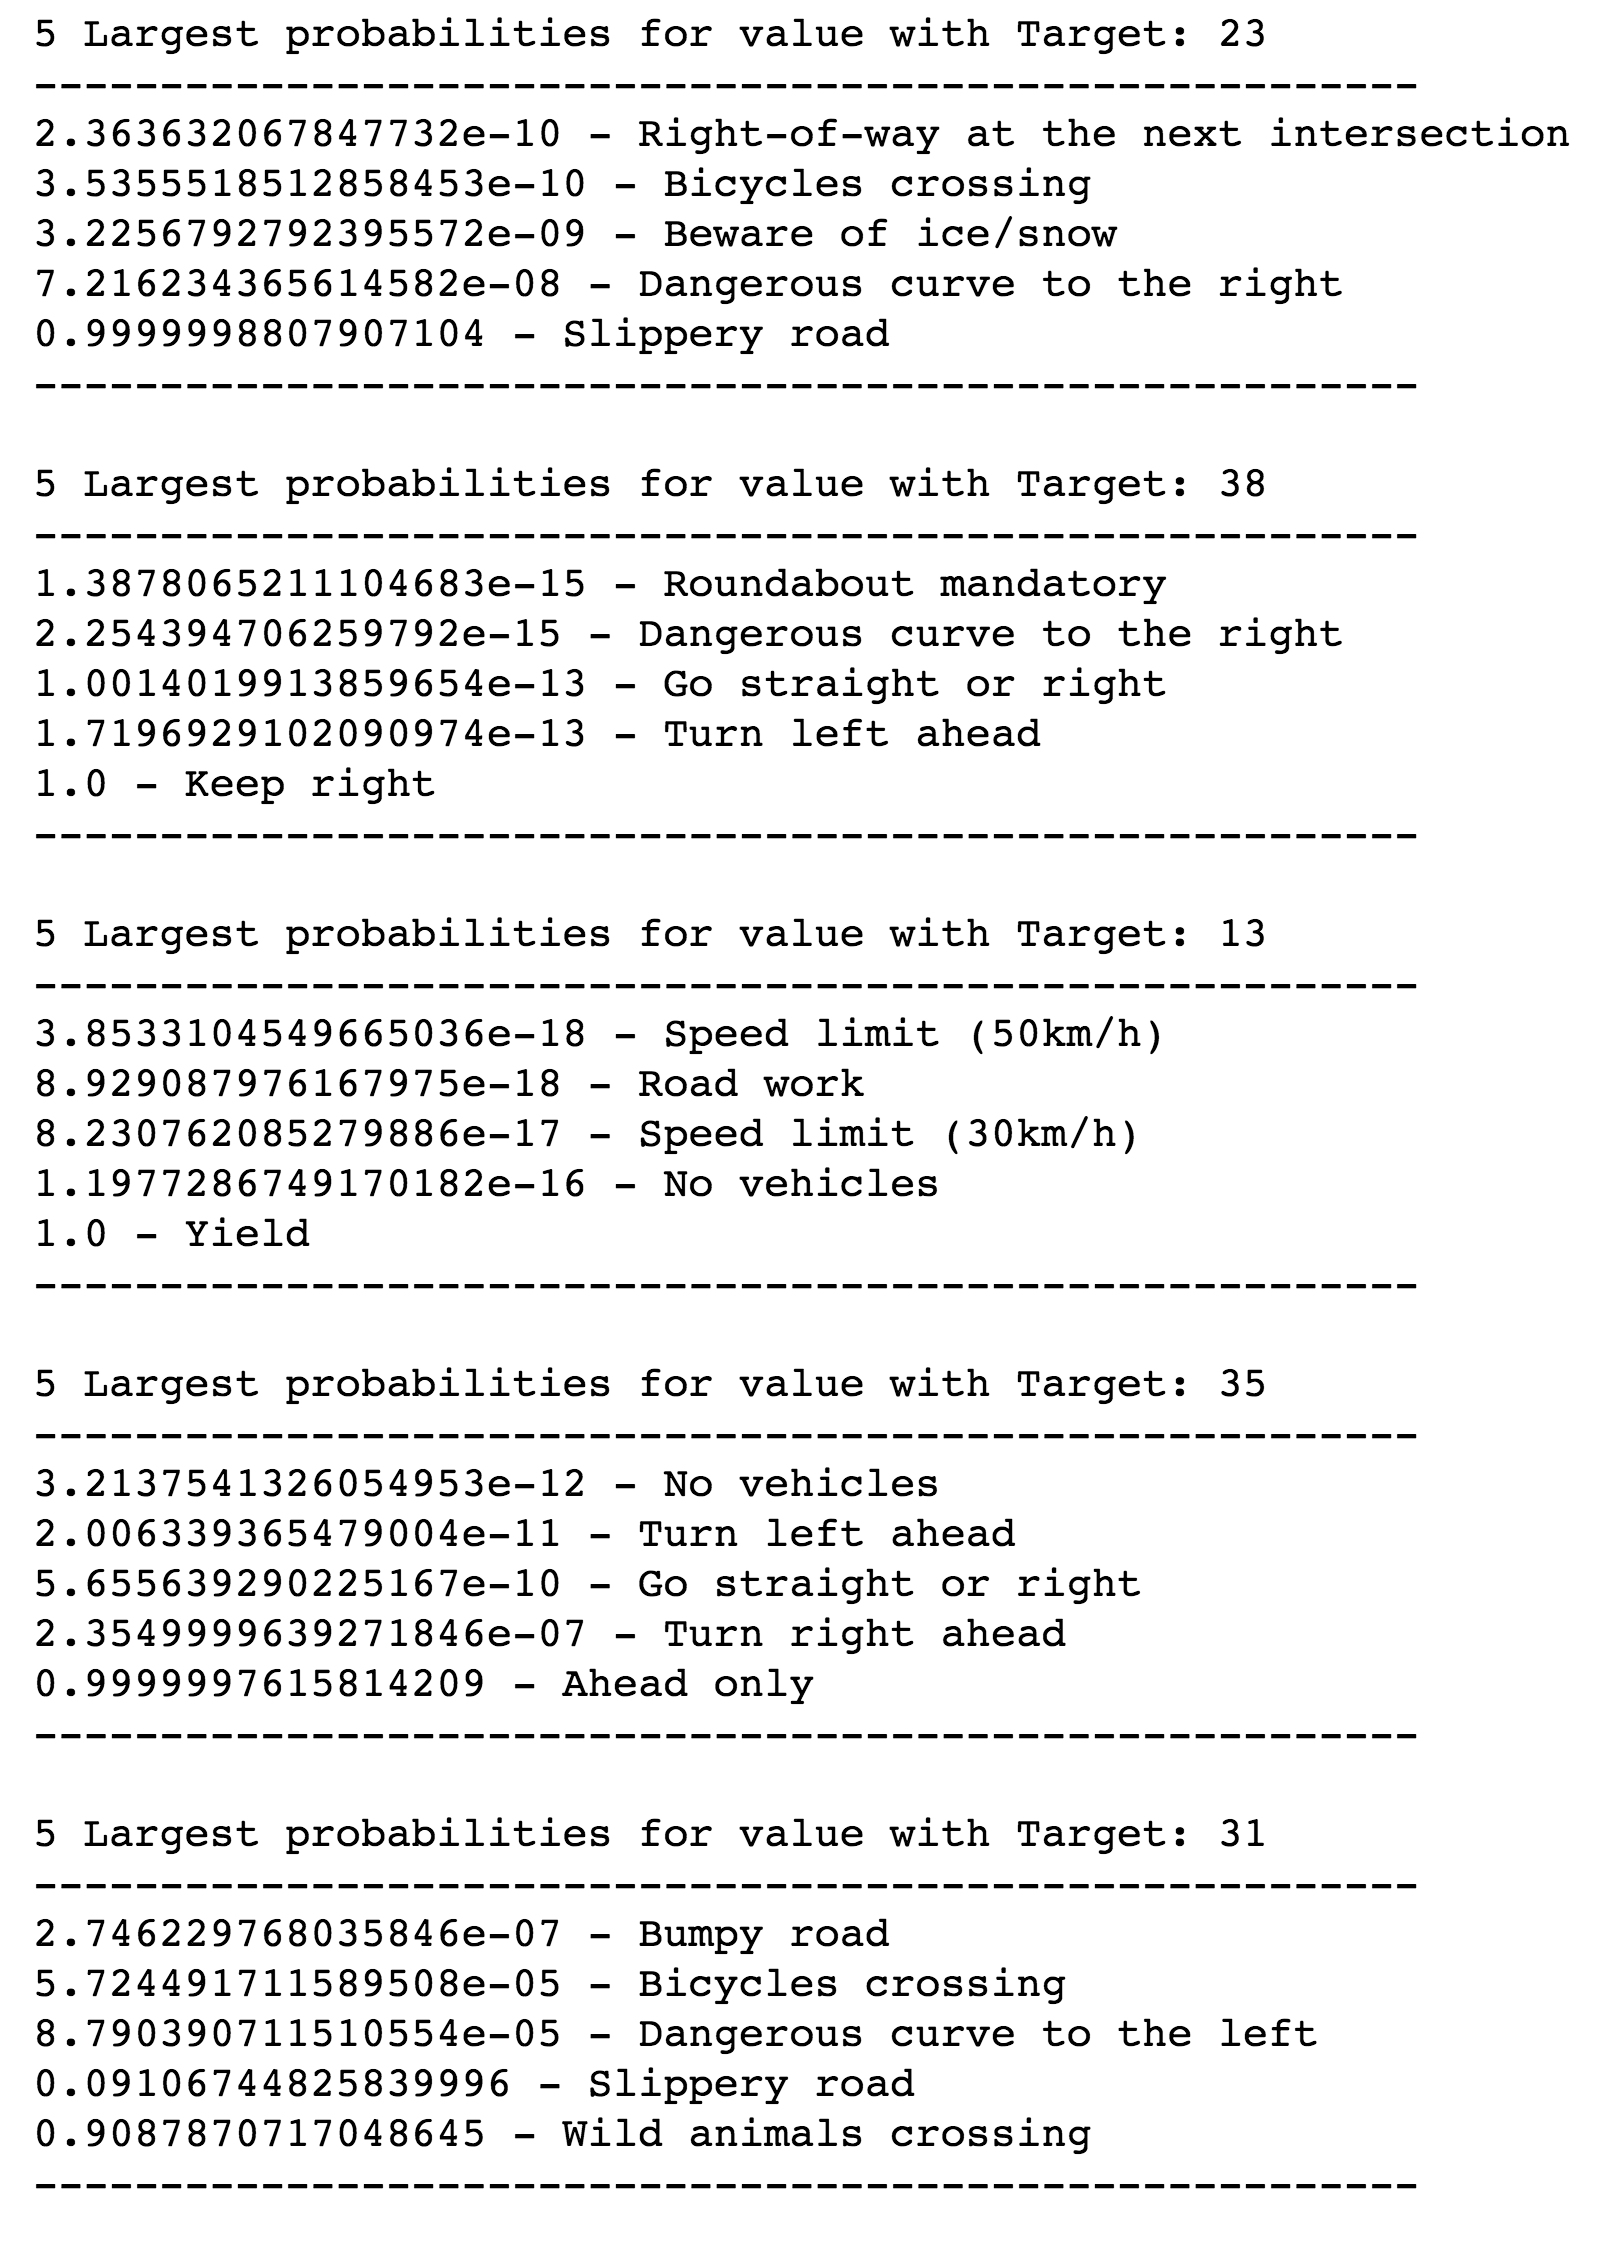 5 Largest probabilities for value with Target: 23
-------------------------------------------------------
2.363632067847732e-10 - Right-of-way at the next intersection
3.5355518512858453e-10 - Bicycles crossing
3.2256792792395572e-09 - Beware of ice/snow
7.216234365614582e-08 - Dangerous curve to the right
0.9999998807907104 - Slippery road
-------------------------------------------------------
5 Largest probabilities for value with Target: 38
-------------------------------------------------------
1.3878065211104683e-15 - Roundabout mandatory
2.254394706259792e-15 - Dangerous curve to the right
1.0014019913859654e-13 - Go straight or right
1.7196929102090974e-13 - Turn left ahead
1.0 - Keep right
-------------------------------------------------------
5 Largest probabilities for value with Target: 13
-------------------------------------------------------
3.8533104549665036e-18 - Speed limit (50km/h)
8.929087976167975e-18 - Road work
8.230762085279886e-17 - Speed limit (30km/h)
1.1977286749170182e-16 - No vehicles
1.0 - Yield
-------------------------------------------------------
5 Largest probabilities for value with Target: 35
-------------------------------------------------------
3.2137541326054953e-12 - No vehicles
2.006339365479004e-11 - Turn left ahead
5.655639290225167e-10 - Go straight or right
2.3549999639271846e-07 - Turn right ahead
0.9999997615814209 - Ahead only
-------------------------------------------------------
5 Largest probabilities for value with Target: 31
-------------------------------------------------------
2.746229768035846e-07 - Bumpy road
5.724491711589508e-05 - Bicycles crossing
8.790390711510554e-05 - Dangerous curve to the left
0.09106744825839996 - Slippery road
0.9087870717048645 - Wild animals crossing
-------------------------------------------------------